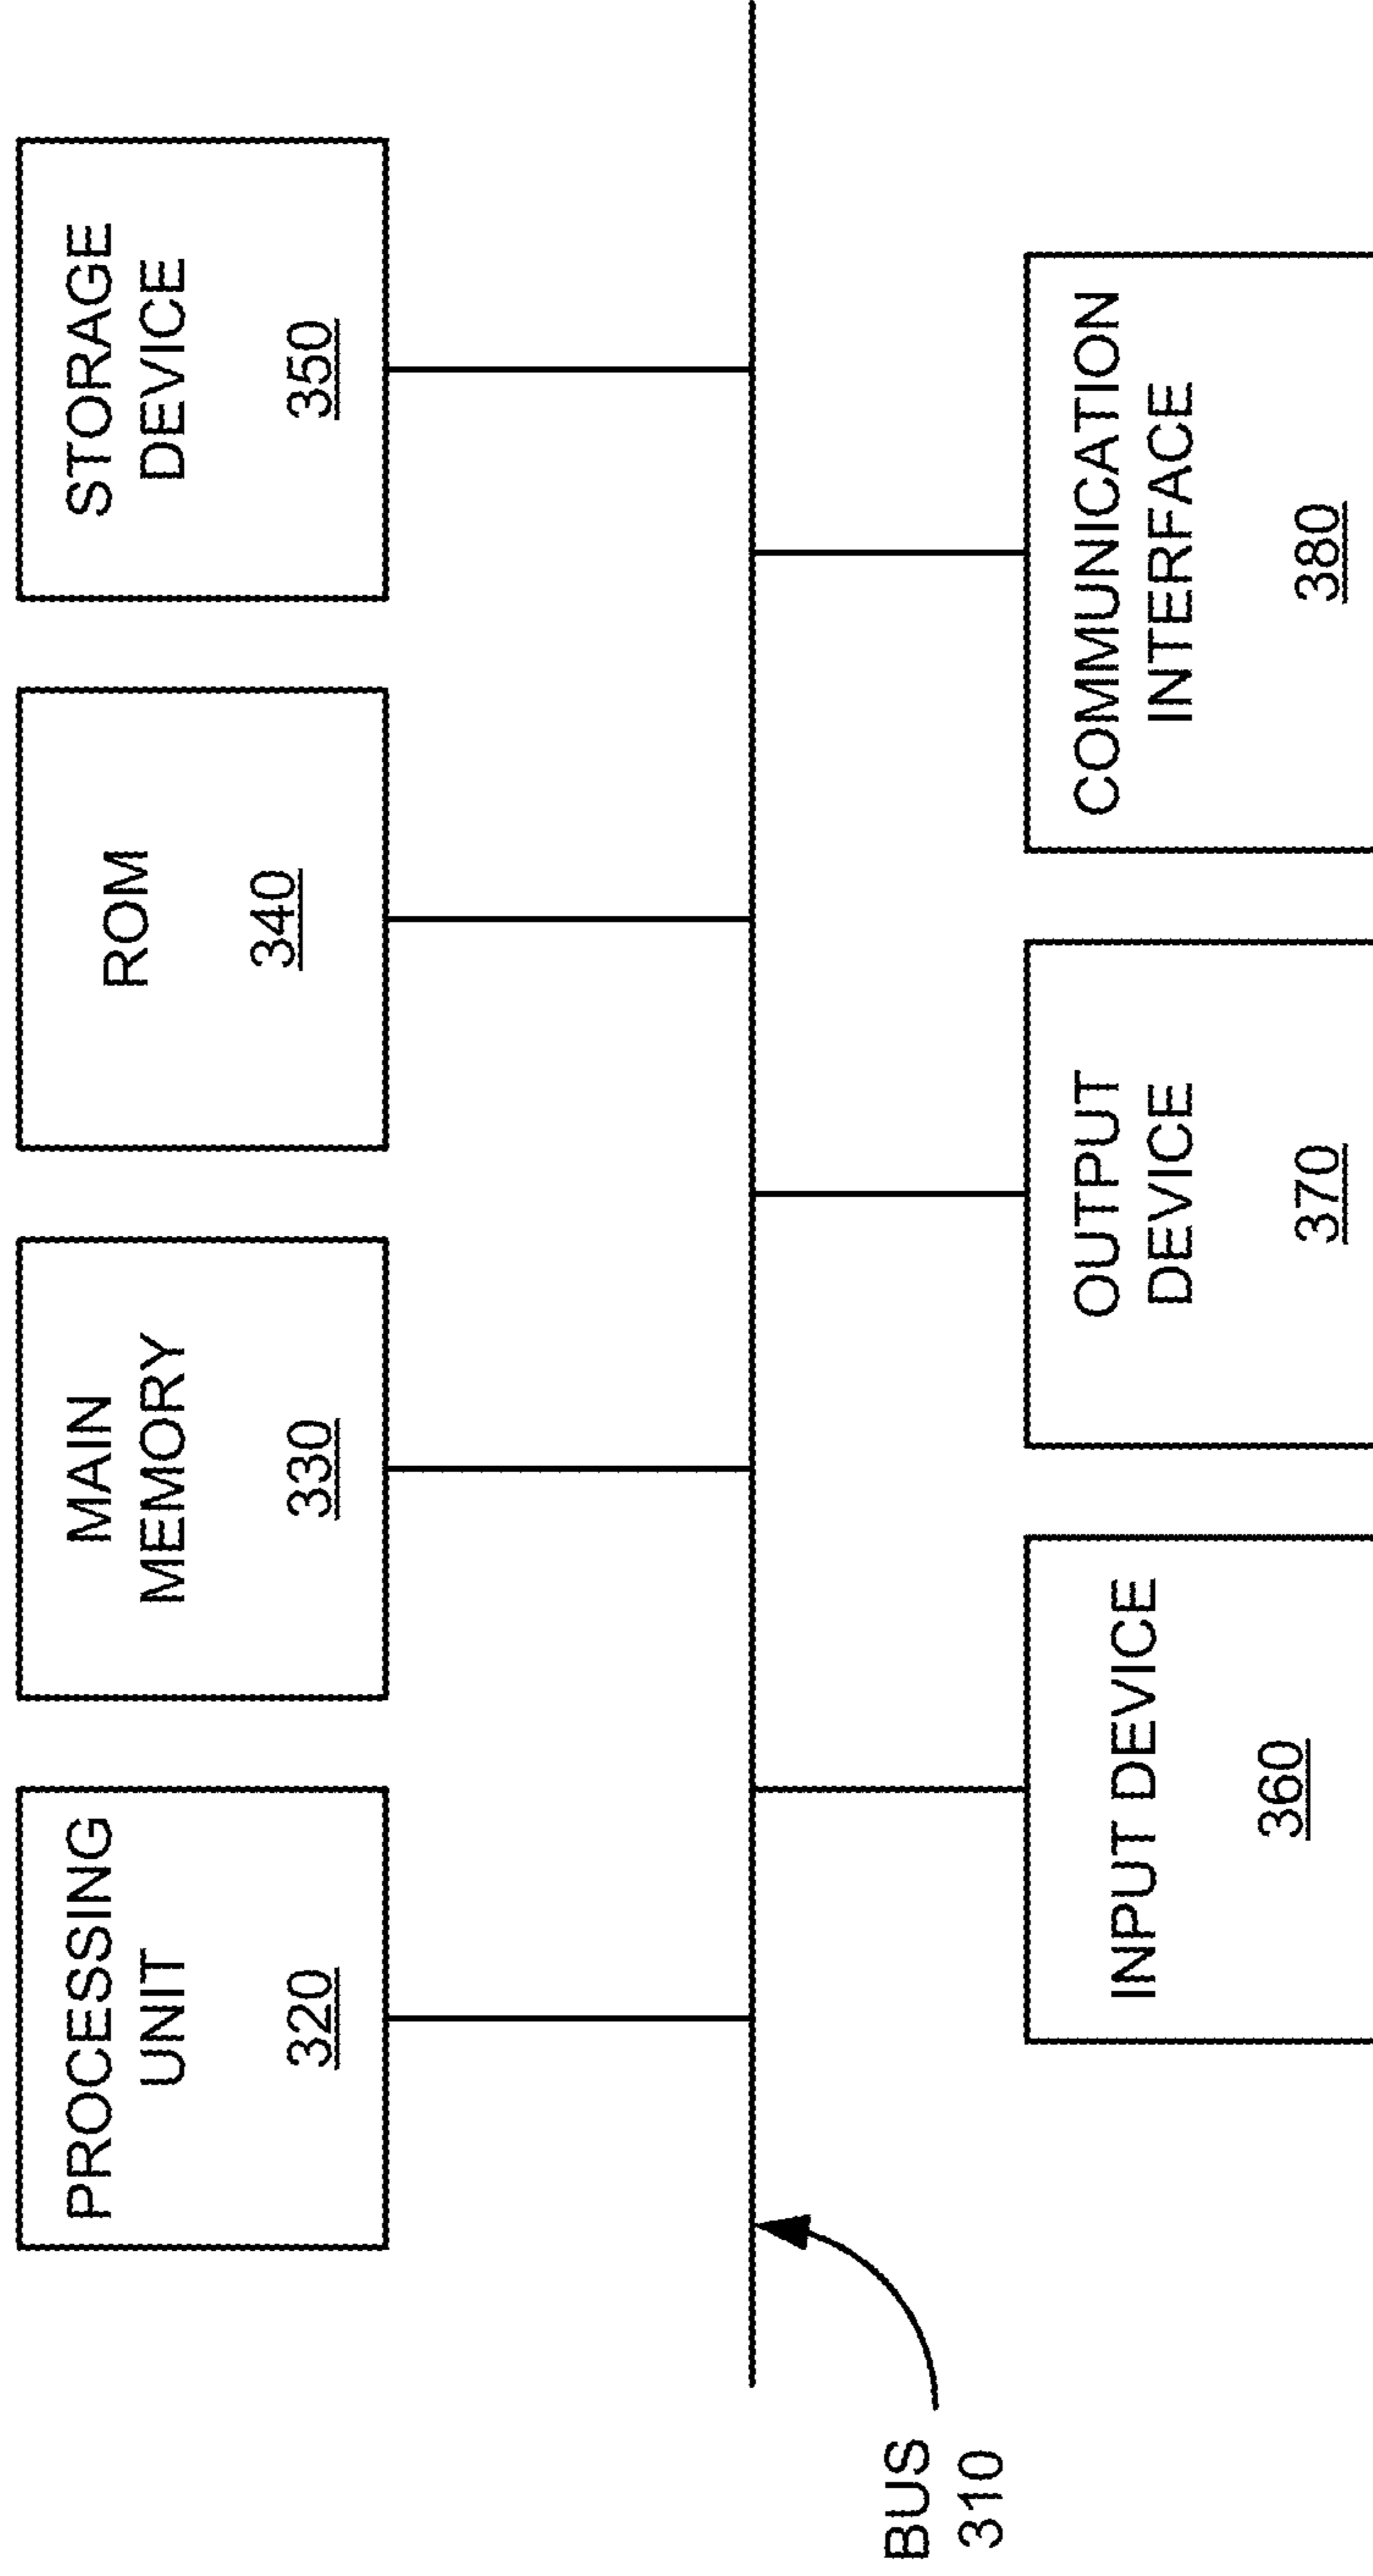 PROCESSING
UNIT
320
MAIN
MEMORY
330
ROM
340
STORAGE
DEVICE
350
BUS
310
INPUT DEVICE
360
OUTPUT
DEVICE
370
COMMUNICATION
INTERFACE
380